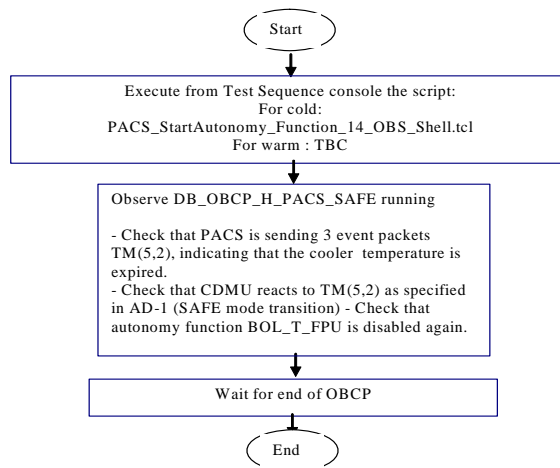 Start
Execute from Test Sequence console the script:
For cold:
PACS_StartAutonomy_Function_14_OBS_Shell.tcl
For warm : TBC
Observe DB_OBCP_H_PACS_SAFE running
- Check that PACS is sending 3 event packets
TM(5,2), indicating that the cooler temperature is
expired.
- Check that CDMU reacts to TM(5,2) as specified
in AD-1 (SAFE mode transition) - Check that
autonomy function BOL_T_FPU is disabled again.
Wait for end of OBCP
End